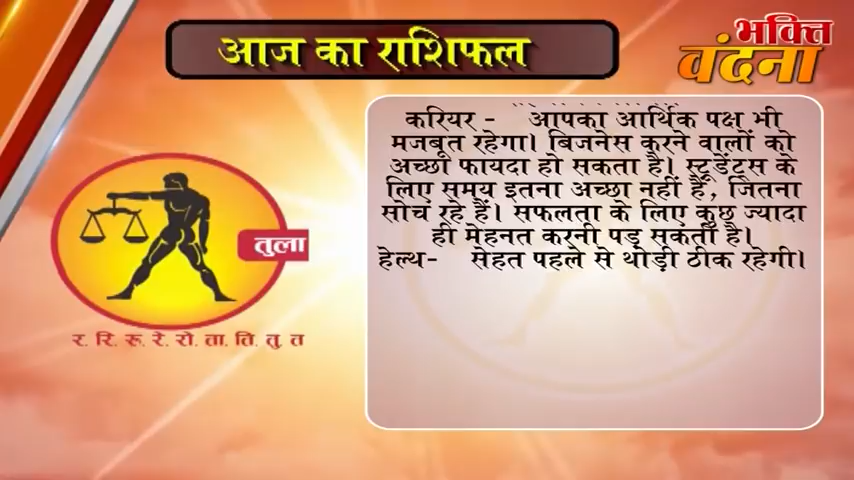 आज का राशिफल
भक्ति
वंदना
करियर - आपका आर्थिक पक्ष भी
मजबूत रहेगा। बिजनेस करने वालों को
अच्छा फायदा हो सकता है। स्टूडेंट्स के
लिए समय इतना अच्छा नहीं है, जितना
सोच रहे हैं। सफलता के लिए कुछ ज्यादा
ही मेहनत करनी पड़ सकती है।
हेल्थ- सेहत पहले से थोड़ी ठीक रहेगी।
तुला
र. रि. रू. रे. रो. ता. ति. तु. त